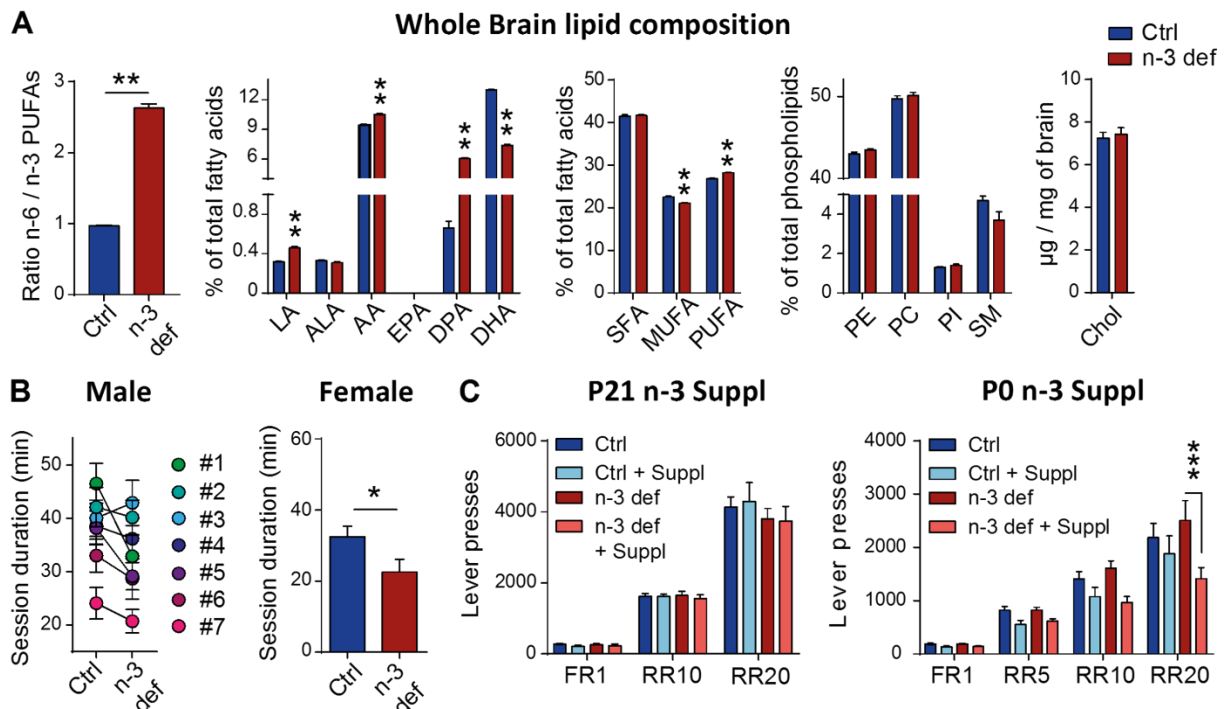 A
Whole Brain lipid composition
Ctrl
n-3 def
Ratio n-6 / n-3 PUFAs
3
2
1
0
**
Ctrl
n-3
def
% of total fatty acids
12
9
6
0.8
0.4
0.0
**
**
**
**
LA
ALA
AA
EPA
DPA
DHA
% of total fatty acids
50
40
30
20
10
0
**
**
SFA
MUFA
PUFA
% of total phospholipids
50
40
6
4
2
0
PE
PC
PI
SM
µg / mg of brain
10
8
6
4
2
0
Chol
B
Male
Session duration (min)
50
40
30
20
Ctrl
n-3
def
#1
#2
#3
#4
#5
#6
#7
Female
Session duration (min)
60
40
20
0
*
Ctrl
n-3
def
C
P21 n-3 Suppl
Lever presses
6000
4000
2000
0
Ctrl
Ctrl + Suppl
n-3 def
n-3 def
+ Suppl
FR1
RR10
RR20
P0 n-3 Suppl
Lever presses
4000
3000
2000
1000
0
Ctrl
Ctrl + Suppl
n-3 def
n-3 def + Suppl
***
FR1
RR5
RR10
RR20